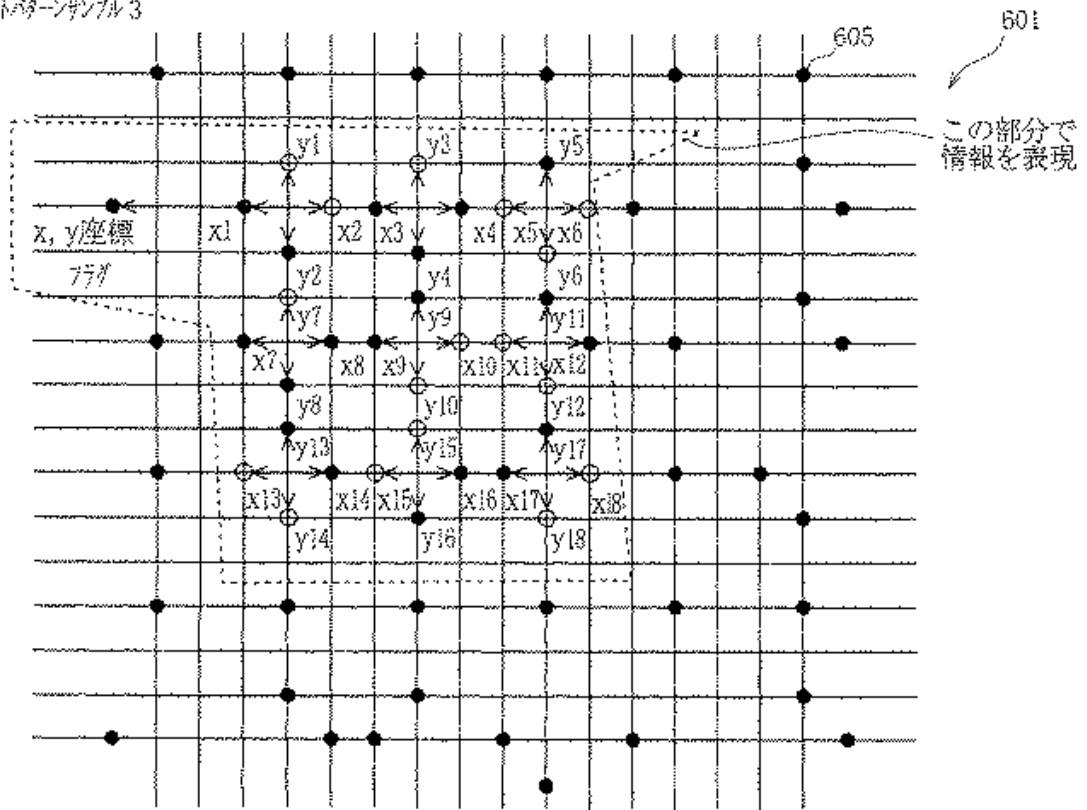 トパターンサンプル 3
601
605
この部分で
情報を表現
y1
y3
y5
x, y座標
x1
x2
x3
x4
x5
x6
フラグ
y2
y4
y6
y7
y9
y11
x7
x8
x9
x10
x11
x12
y8
y10
y12
y13
y15
y17
x13
x14
x15
x16
x17
x18
y14
y16
y18